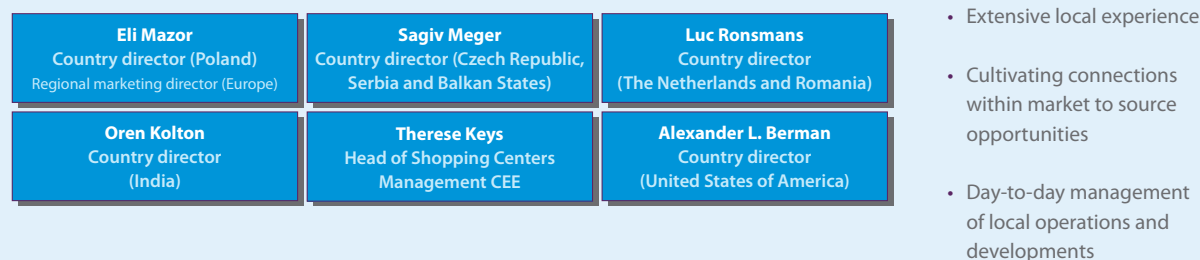 Eli Mazor
Country director (Poland)
Regional marketing director (Europe)
Sagiv Meger
Country director (Czech Republic,
Serbia and Balkan States)
Luc Ronsmans
Country director
(The Netherlands and Romania)
Oren Kolton
Country director
(India)
Therese Keys
Head of Shopping Centers
Management CEE
Alexander L. Berman
Country director
(United States of America)
• Extensive local experience
• Cultivating connections
within market to source
opportunities
• Day-to-day management
of local operations and
developments